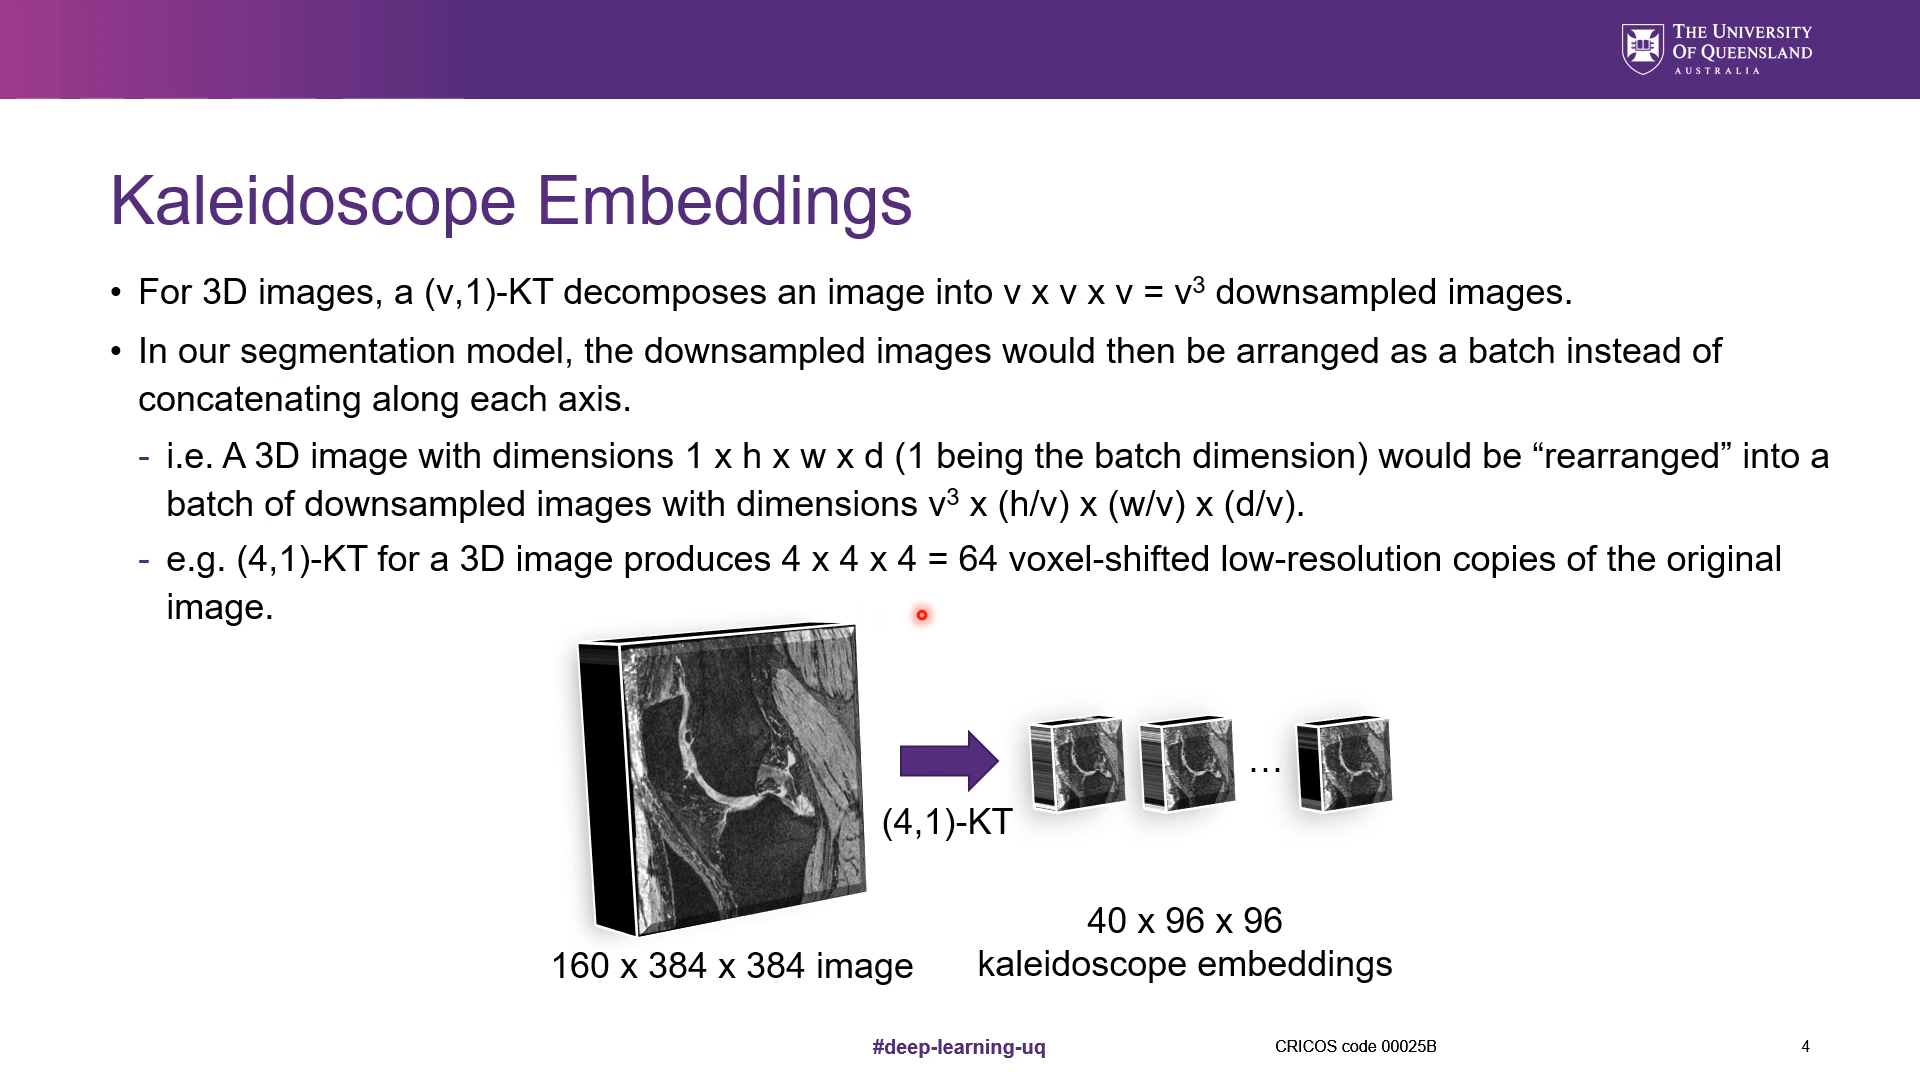 THE UNIVERSITY
OF QUEENSLAND
AUSTRALIA
Kaleidoscope Embeddings
• For 3D images, a (v,1)-KT decomposes an image into v x v x v = v³ downsampled images.
• In our segmentation model, the downsampled images would then be arranged as a batch instead of
concatenating along each axis.
- i.e. A 3D image with dimensions 1 x h x w x d (1 being the batch dimension) would be “rearranged” into a
batch of downsampled images with dimensions v³ x (h/v) x (w/v) x (d/v).
- e.g. (4,1)-KT for a 3D image produces 4 x 4 x 4 = 64 voxel-shifted low-resolution copies of the original
image.
…
(4,1)-KT
160 x 384 x 384 image
40 x 96 x 96
kaleidoscope embeddings
#deep-learning-uq
CRICOS code 00025B
4